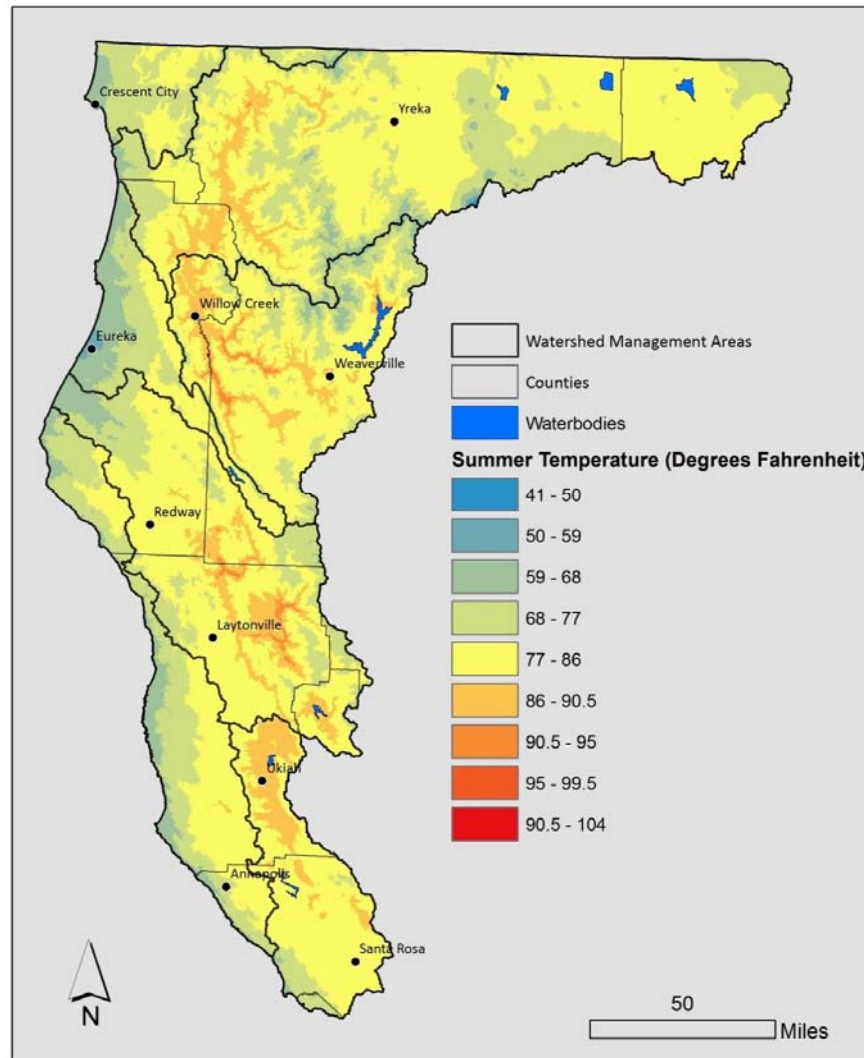 Crescent City
Yreka
Willow Creek
Eureka
Weaverville
Redway
Laytonville
Ukiah
Annapolis
Santa Rosa
Watershed Management Areas
Counties
Waterbodies
Summer Temperature (Degrees Fahrenheit)
41 - 50
50 - 59
59 - 68
68 - 77
77 - 86
86 - 90.5
90.5 - 95
95 - 99.5
90.5 - 104
N
50
Miles